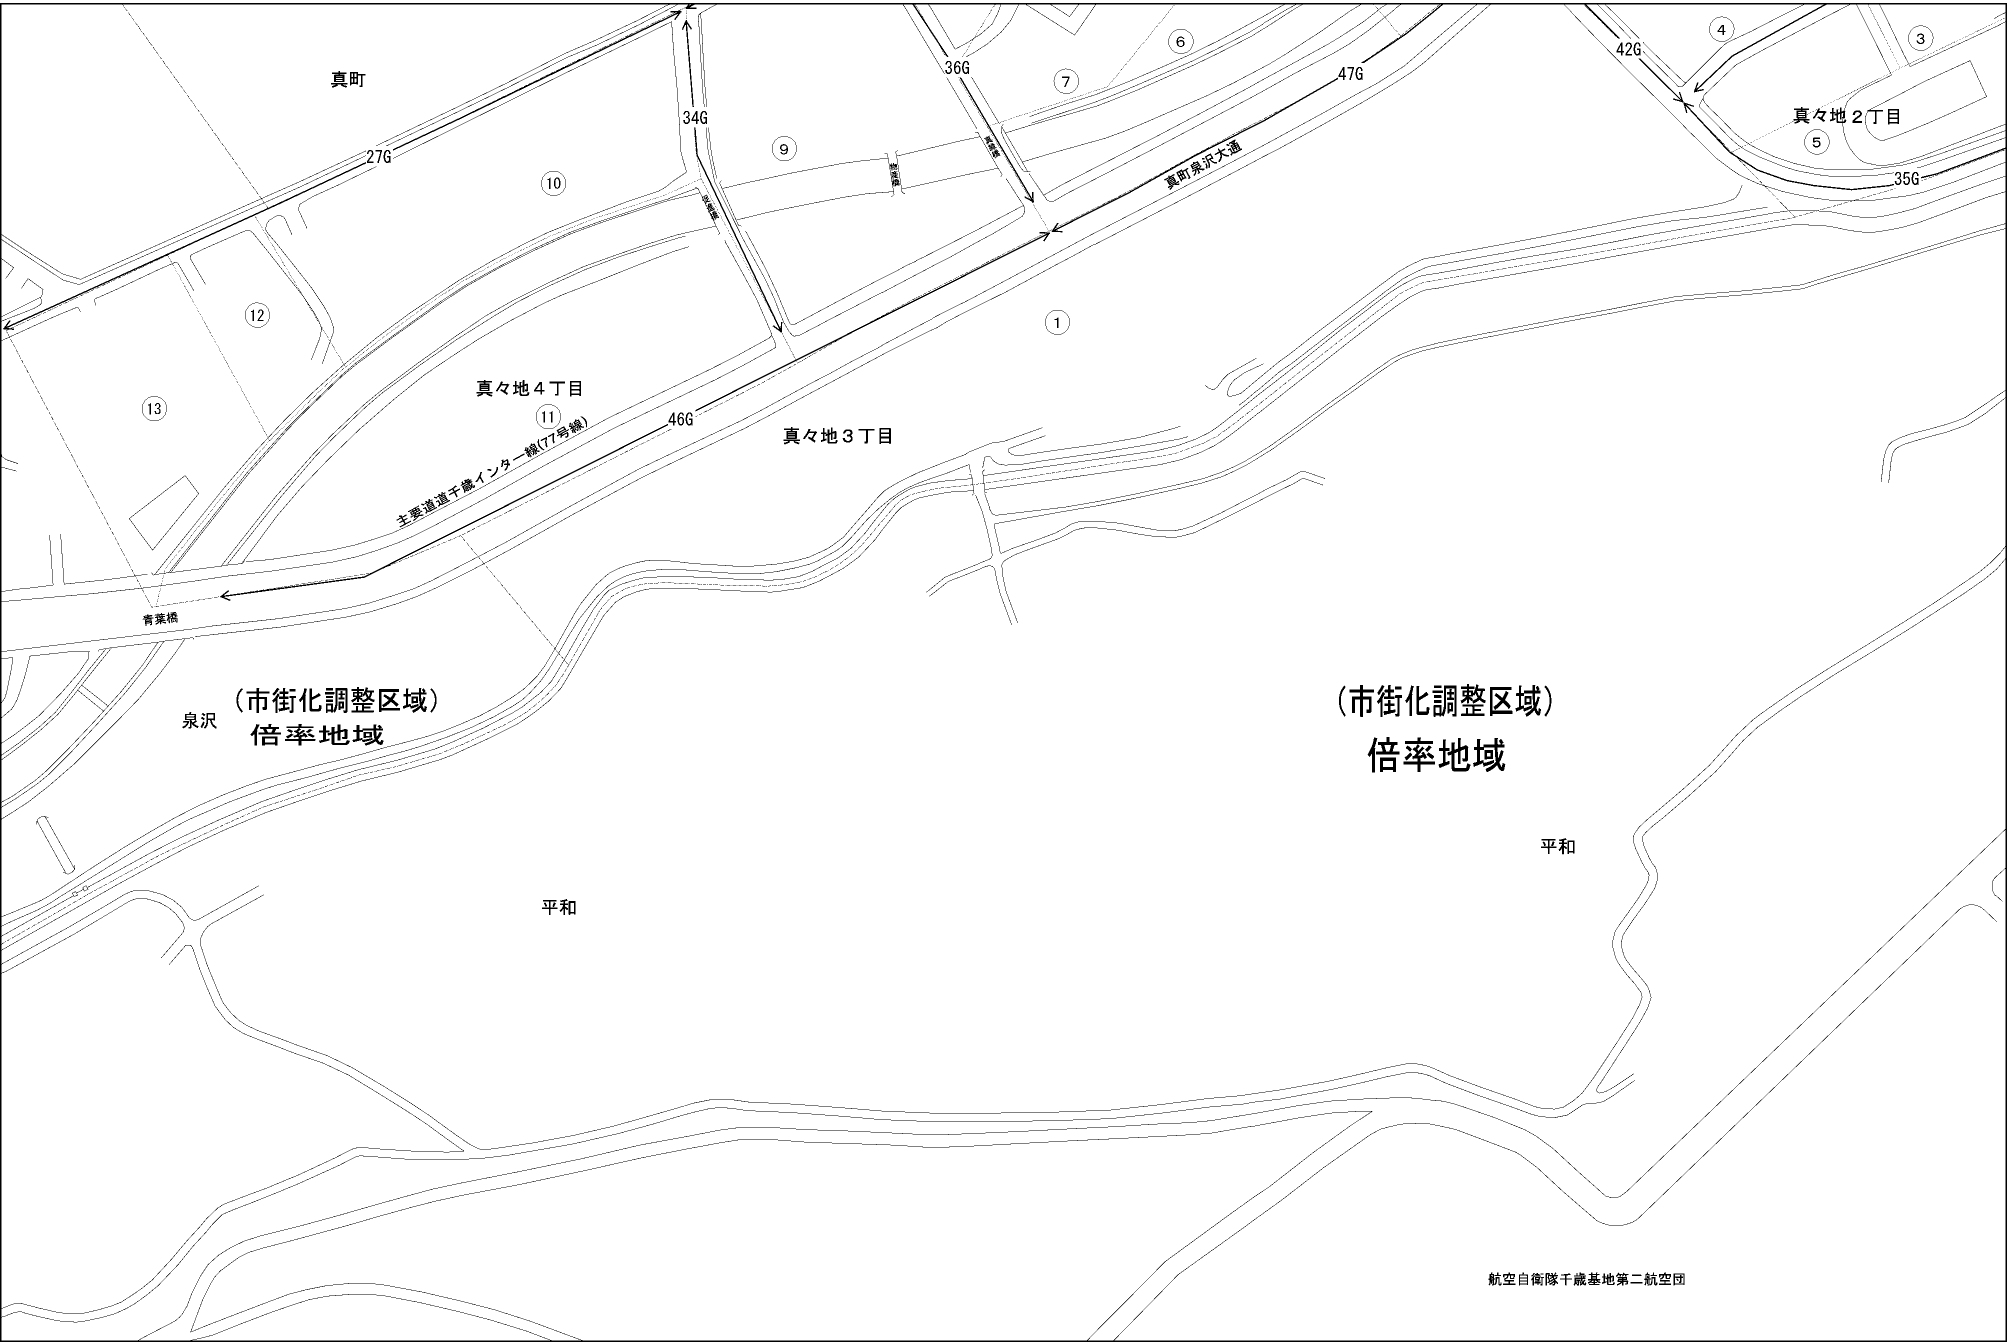 真町
27G
34G
36G
47G
42G
35G
46G
④
③
⑥
⑦
⑨
⑩
⑤
⑫
⑬
⑪
①
真々地２丁目
真町泉沢大通
真々地４丁目
主要道道千歳インター線(77号線)
真々地３丁目
青葉橋
泉沢
（市街化調整区域）
倍率地域
（市街化調整区域）
倍率地域
平和
平和
航空自衛隊千歳基地第二航空団